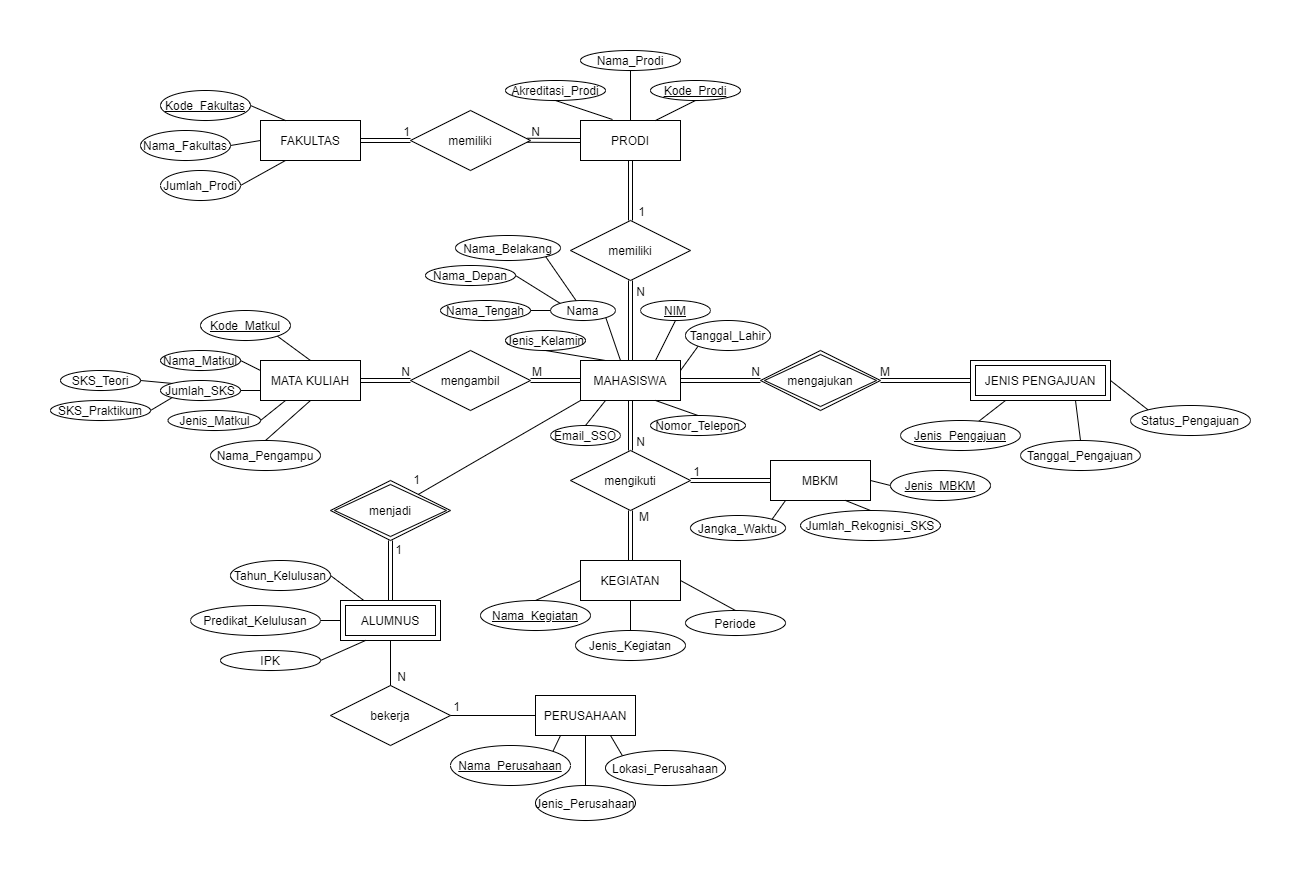 Nama_Prodi
Akreditasi_Prodi
Kode_Prodi
Kode_Fakultas
FAKULTAS
1
memiliki
N
PRODI
Nama_Fakultas
Jumlah_Prodi
1
memiliki
N
Nama_Belakang
Nama_Depan
Nama_Tengah
Nama
NIM
Jenis_Kelamin
Tanggal_Lahir
Kode_Matkul
Nama_Matkul
SKS_Teori
Jumlah_SKS
SKS_Praktikum
Jenis_Matkul
Nama_Pengampu
MATA KULIAH
N
mengambil
M
MAHASISWA
N
mengajukan
M
JENIS PENGAJUAN
Jenis_Pengajuan
Tanggal_Pengajuan
Status_Pengajuan
Email_SSO
Nomor_Telepon
N
mengikuti
1
MBKM
Jenis_MBKM
Jangka_Waktu
Jumlah_Rekognisi_SKS
M
1
menjadi
1
KEGIATAN
Nama_Kegiatan
Jenis_Kegiatan
Periode
Tahun_Kelulusan
Predikat_Kelulusan
IPK
ALUMNUS
N
bekerja
1
PERUSAHAAN
Nama_Perusahaan
Jenis_Perusahaan
Lokasi_Perusahaan